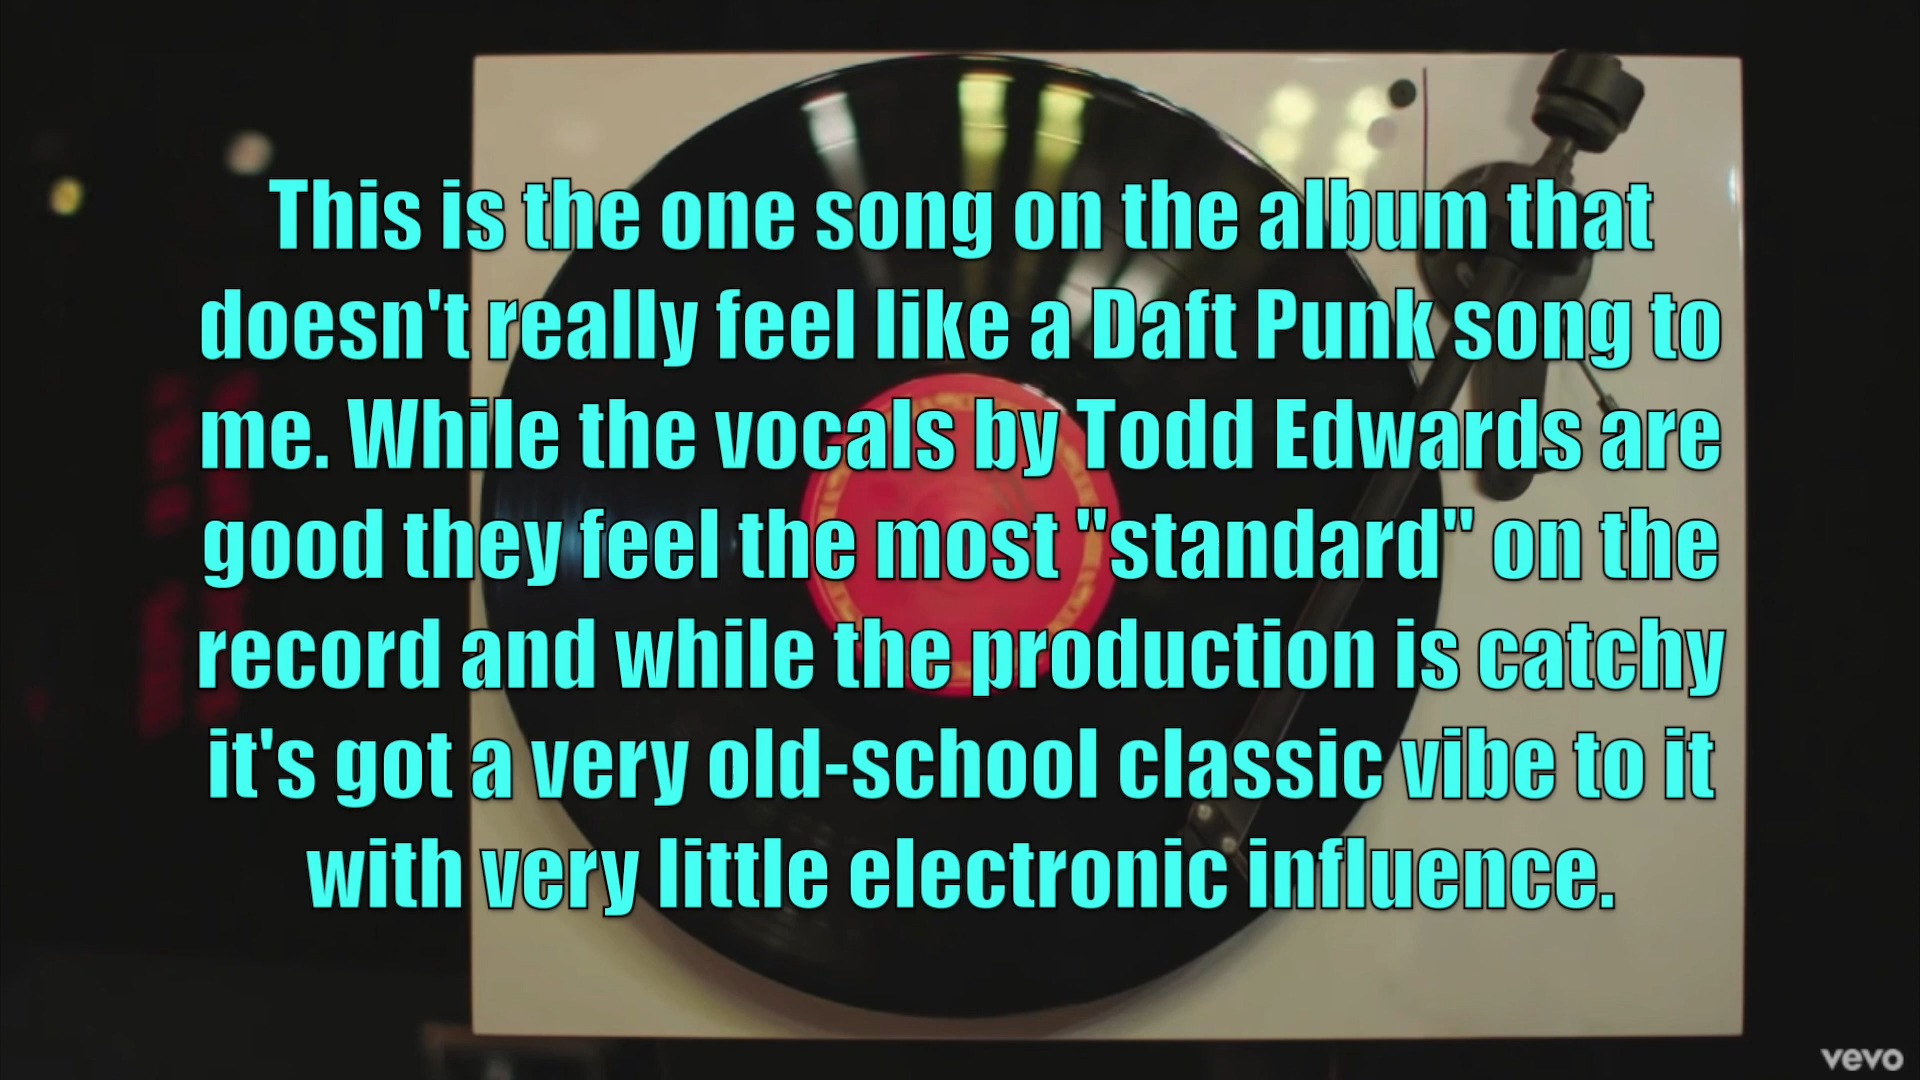 This is the one song on the album that
doesn't really feel like a Daft Punk song to
me. While the vocals by Todd Edwards are
good they feel the most "standard" on the
record and while the production is catchy
it's got a very old-school classic vibe to it
with very little electronic influence.
vevo